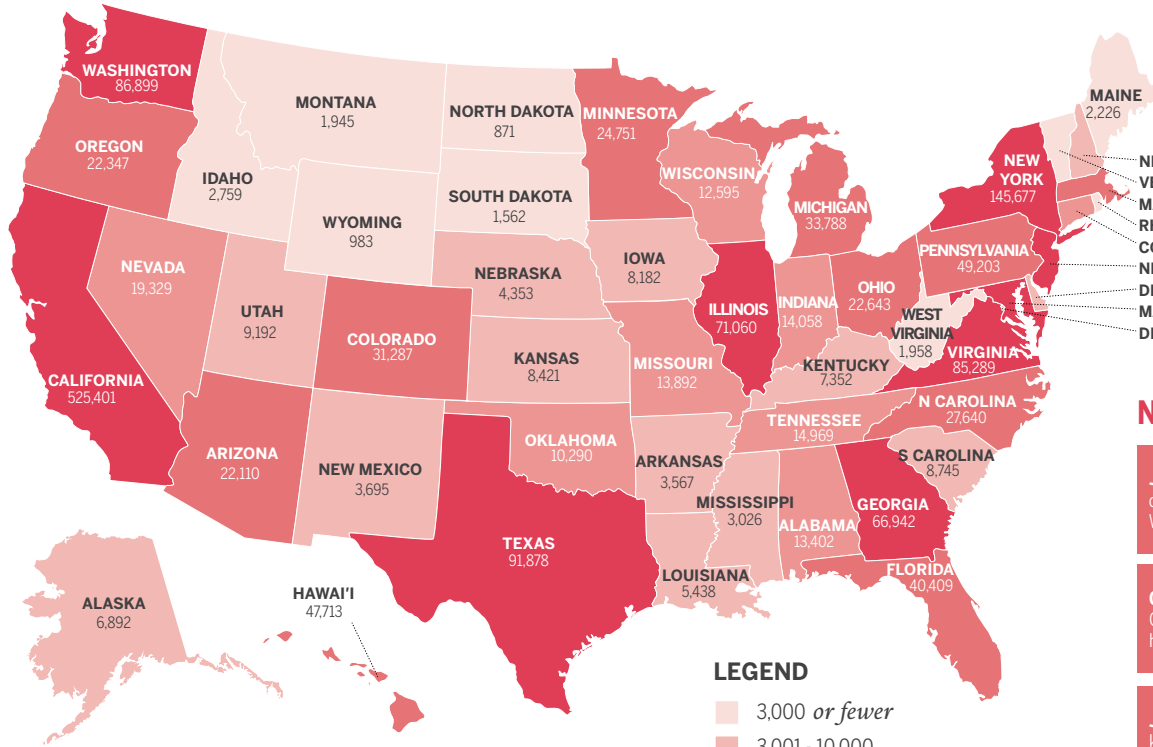 WASHINGTON
86,899
MONTANA
1,945
NORTH DAKOTA
871
MINNESOTA
24,751
MAINE
2,226
OREGON
22,347
IDAHO
2,759
SOUTH DAKOTA
1,562
WISCONSIN
12,595
MICHIGAN
33,788
NEW
YORK
145,677
WYOMING
983
NEVADA
19,329
UTAH
9,192
COLORADO
31,287
NEBRASKA
4,353
IOWA
8,182
ILLINOIS
71,060
INDIANA
14,058
OHIO
22,643
PENNSYLVANIA
49,203
WEST
VIRGINIA
1,958
VIRGINIA
85,289
CALIFORNIA
525,401
KANSAS
8,421
MISSOURI
13,892
KENTUCKY
7,352
N CAROLINA
27,640
TENNESSEE
14,969
ARIZONA
22,110
NEW MEXICO
3,695
OKLAHOMA
10,290
ARKANSAS
3,567
MISSISSIPPI
3,026
ALABAMA
13,402
GEORGIA
66,942
S CAROLINA
8,745
TEXAS
91,878
LOUISIANA
5,438
FLORIDA
40,409
ALASKA
6,892
HAWAI'I
47,713
LEGEND
3,000 or fewer
3,001 - 10,000